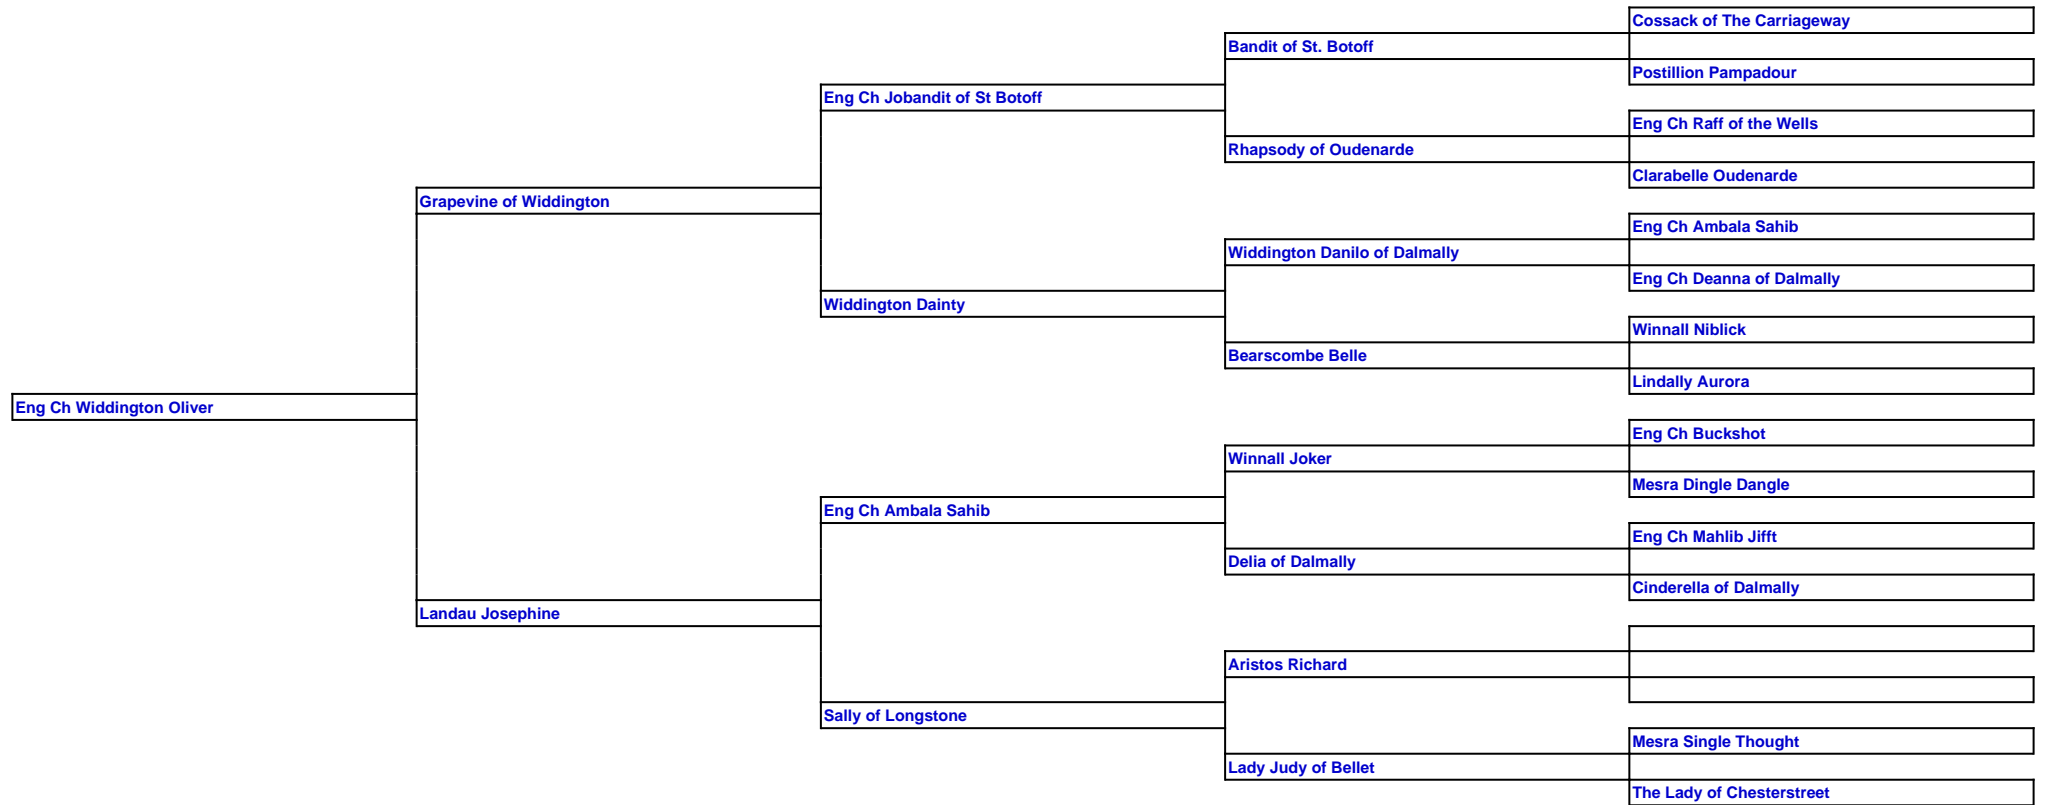 Cossack of The Carriageway
Bandit of St. Botoff
Postillion Pampadour
Eng Ch Jobandit of St Botoff
Eng Ch Raff of the Wells
Rhapsody of Oudenarde
Clarabelle Oudenarde
Grapevine of Widdington
Eng Ch Ambala Sahib
Widdington Danilo of Dalmally
Eng Ch Deanna of Dalmally
Widdington Dainty
Winnall Niblick
Bearscombe Belle
Lindally Aurora
Eng Ch Widdington Oliver
Eng Ch Buckshot
Winnall Joker
Mesra Dingle Dangle
Eng Ch Ambala Sahib
Eng Ch Mahlib Jifft
Delia of Dalmally
Cinderella of Dalmally
Landau Josephine
Aristos Richard
Sally of Longstone
Mesra Single Thought
Lady Judy of Bellet
The Lady of Chesterstreet